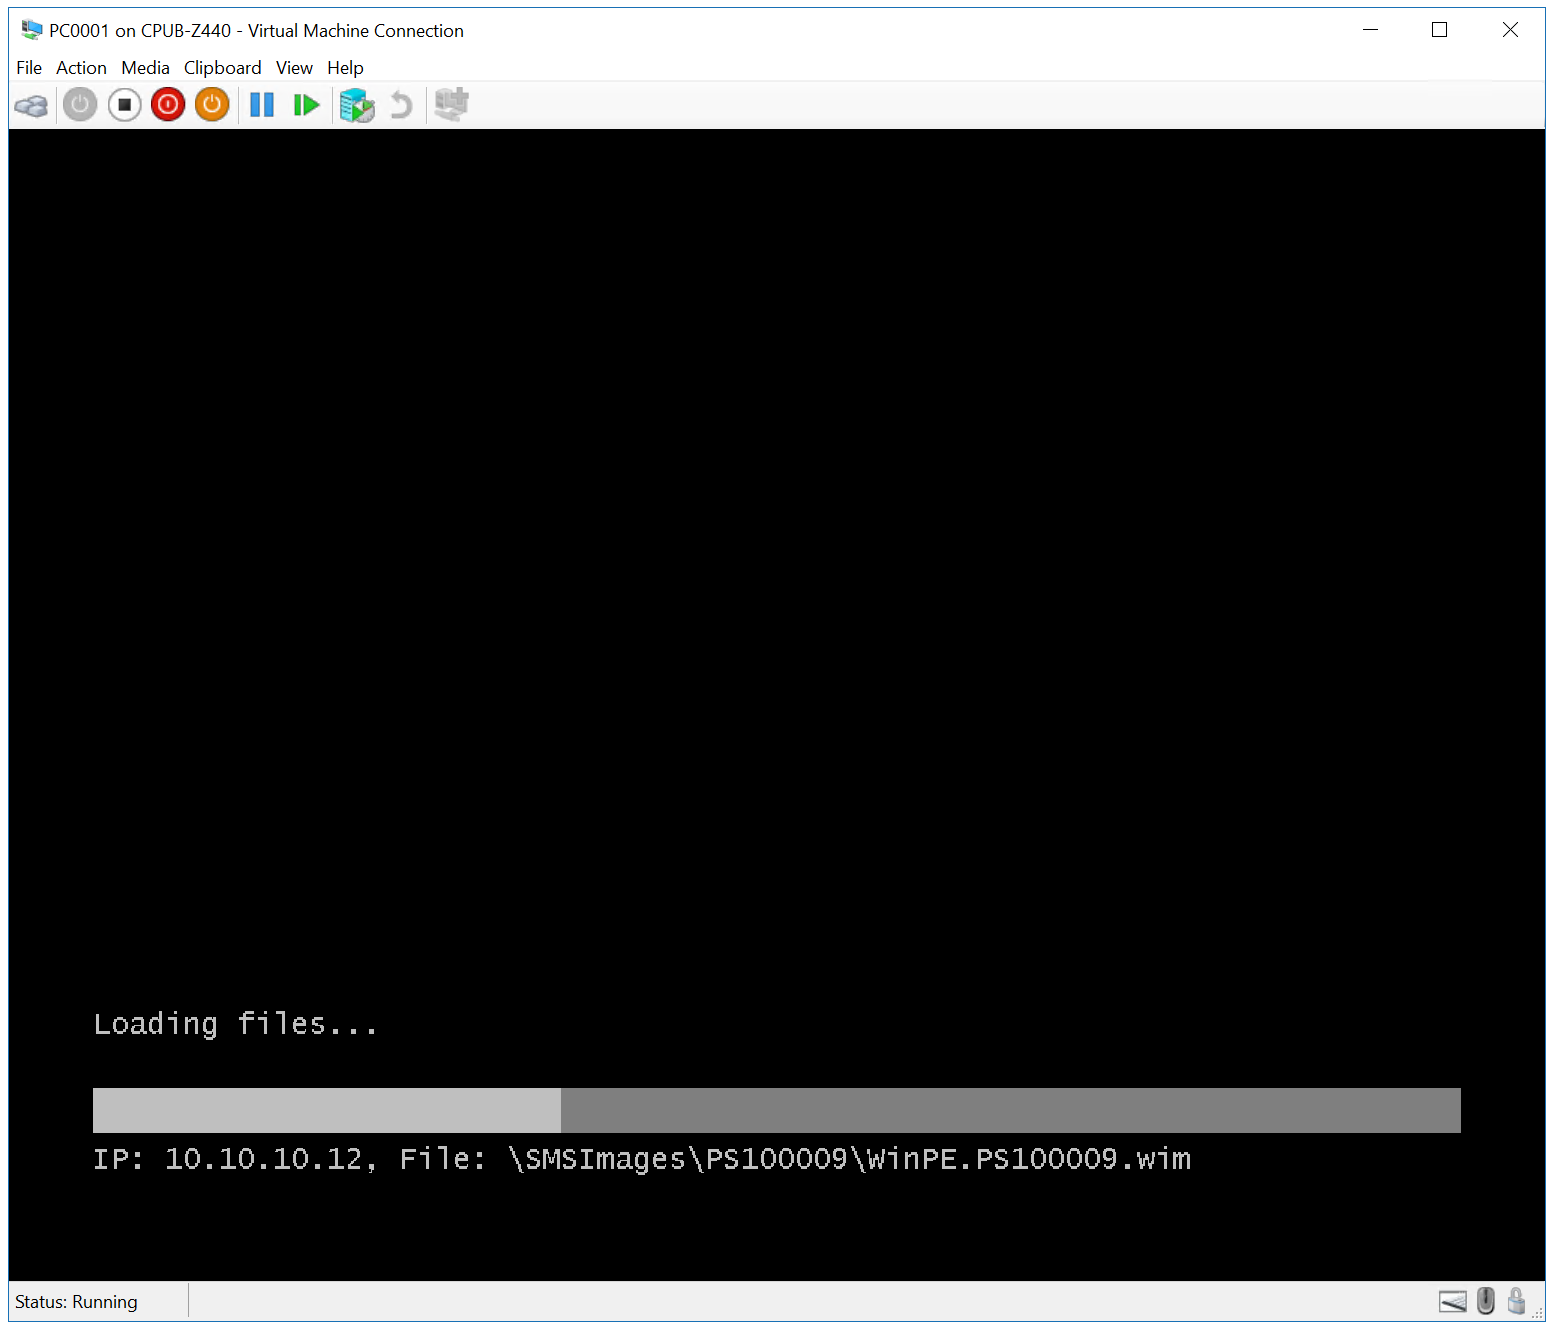 PC0001 on CPUB-Z440 - Virtual Machine Connection
File Action Media Clipboard View Help
Loading files...
IP: 10.10.10.12, File: \SMSImages\PS100009\WinPE.PS100009.wim
Status: Running